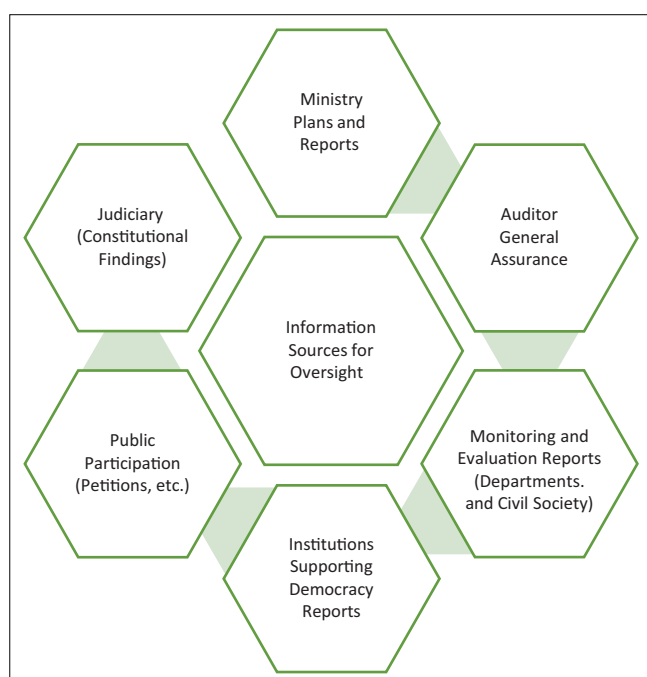 Ministry
Plans and
Reports
Auditor
General
Assurance
Monitoring and
Evaluation Reports
(Departments.
and Civil Society)
Institutions
Supporting
Democracy
Reports
Public
Participation
(Petitions, etc.)
Judiciary
(Constitutional
Findings)
Information
Sources for
Oversight